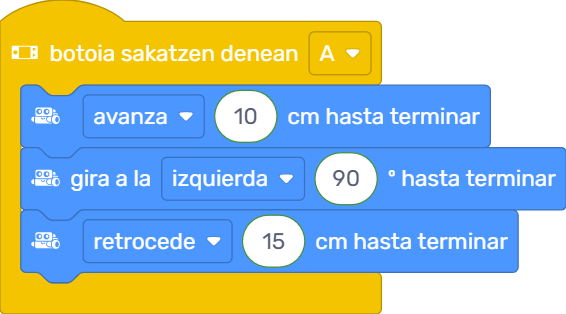 botoia sakatzen denean A
avanza 10 cm hasta terminar
gira a la izquierda 90 ° hasta terminar
retrocede 15 cm hasta terminar